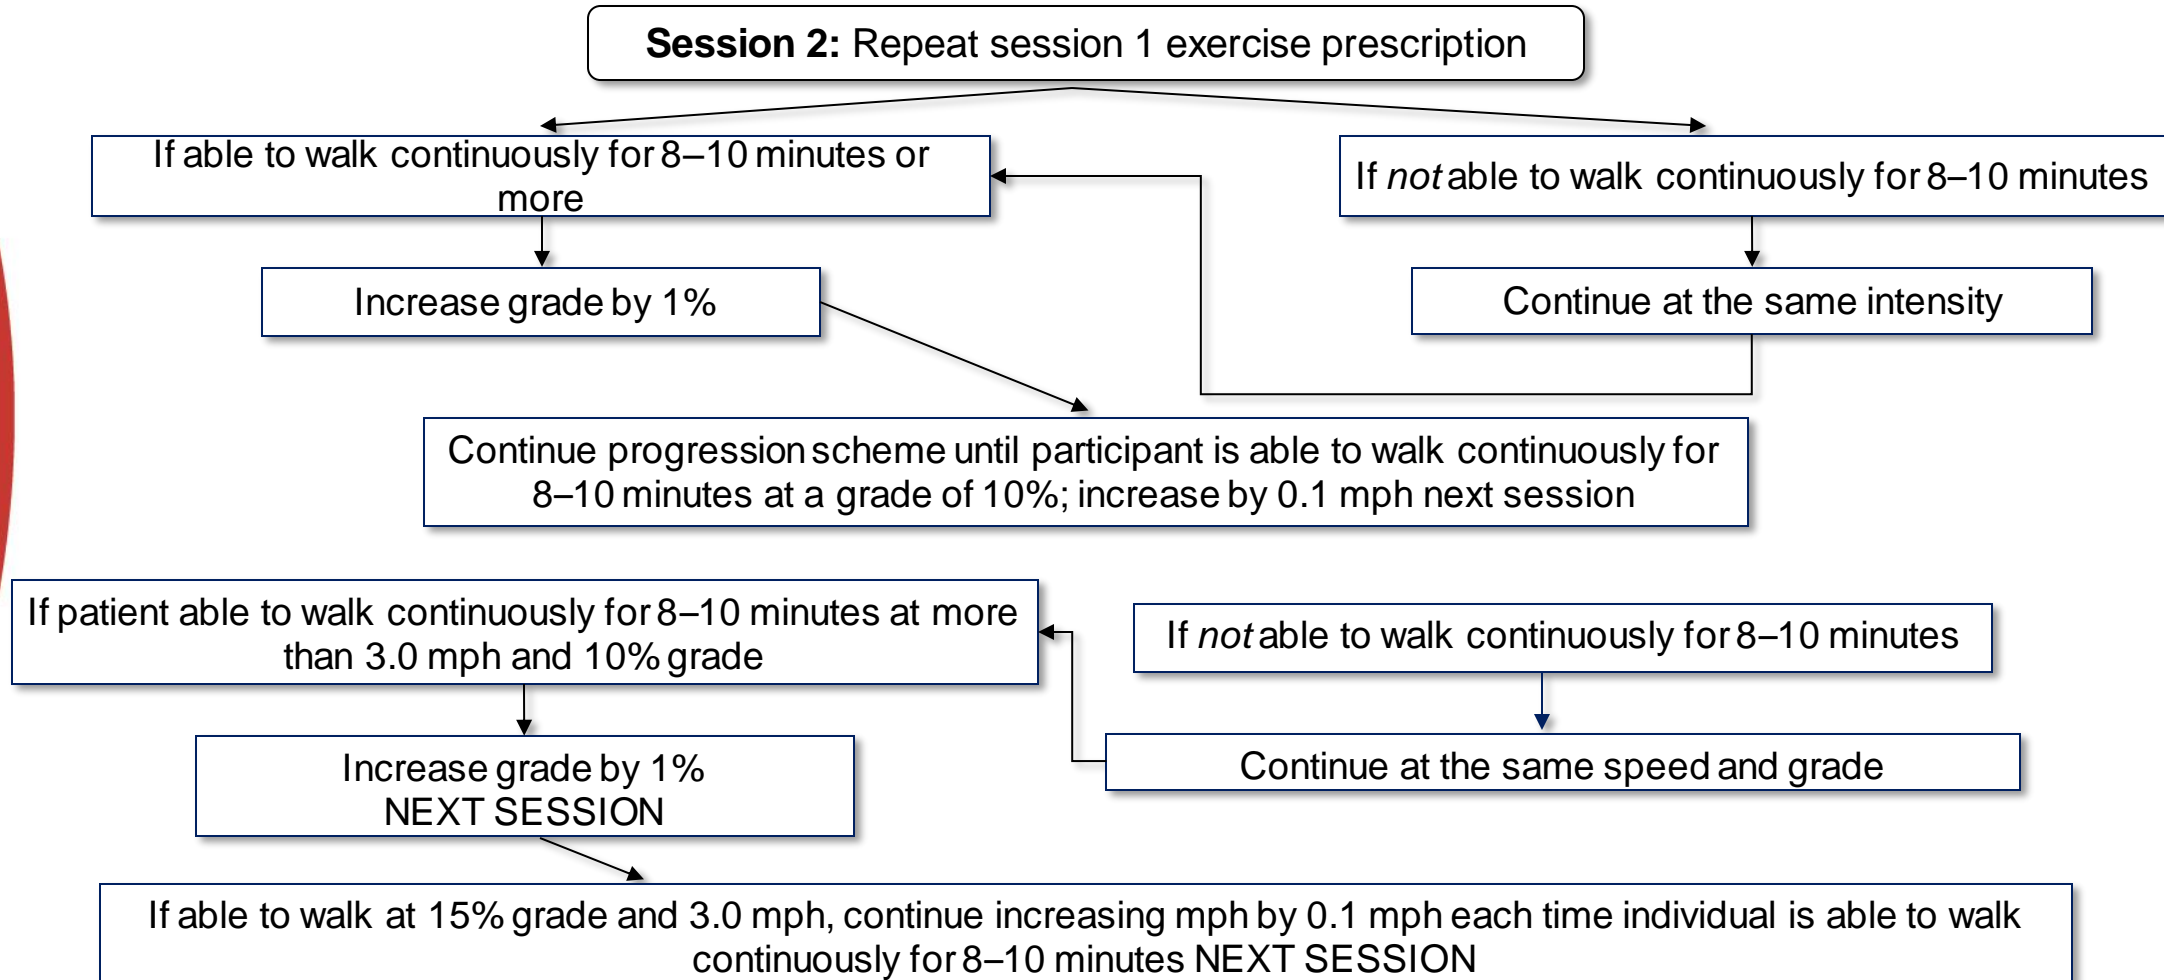 Session 2: Repeat session 1 exercise prescription
If able to walk continuously for 8–10 minutes or
more
If not able to walk continuously for 8–10 minutes
Increase grade by 1%
Continue at the same intensity
Continue progression scheme until participant is able to walk continuously for
8–10 minutes at a grade of 10%; increase by 0.1 mph next session
If patient able to walk continuously for 8–10 minutes at more
than 3.0 mph and 10% grade
If not able to walk continuously for 8–10 minutes
Increase grade by 1%
NEXT SESSION
Continue at the same speed and grade
If able to walk at 15% grade and 3.0 mph, continue increasing mph by 0.1 mph each time individual is able to walk
continuously for 8–10 minutes NEXT SESSION